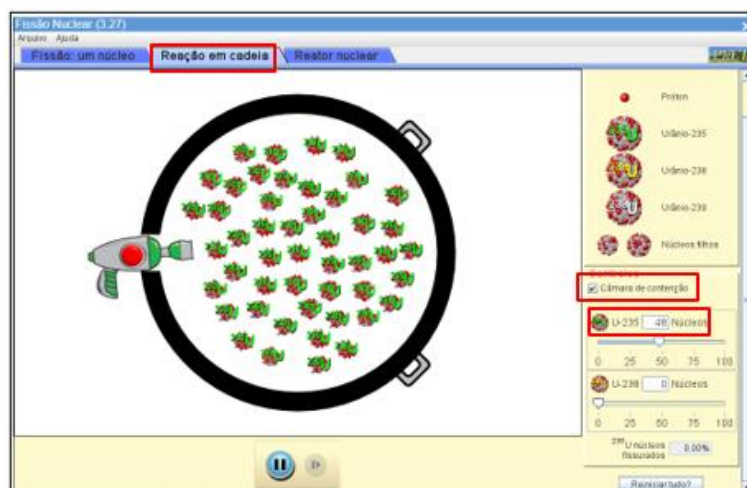 Fissão Nuclear (3.27)
Arquivo Ajuda
Fissão: um núcleo Reação em cadeia Reator nuclear
Próton
Urânio-235
Urânio-238
Urânio-239
Núcleos filhos
Controles
Câmara de contenção
U-235 48 Núcleos
0 25 50 75 100
U-238 0 Núcleos
0 25 50 75 100
235U núcleos
fissurados 0.00%
Reiniciar tudo?